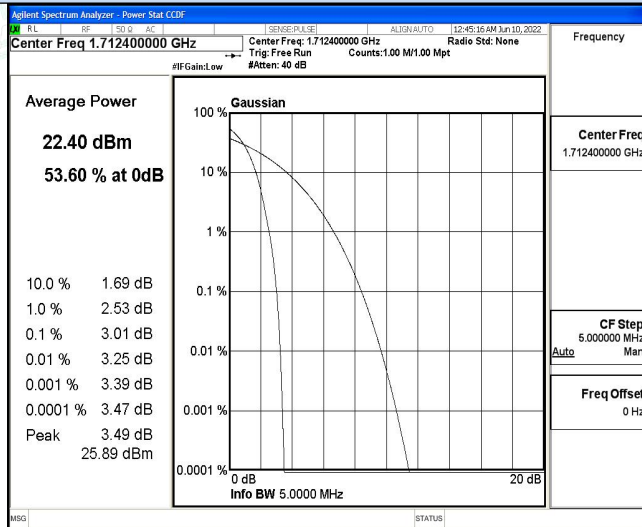 Agilent Spectrum Analyzer - Power Stat CCDF
LXI RL RF 50 Ω AC SENSE:PULSE ALIGN AUTO 12:45:16 AM Jun 10, 2022
Center Freq 1.712400000 GHz
Center Freq: 1.712400000 GHz Radio Std: None
Trig: Free Run Counts:1.00 M/1.00 Mpt
#IFGain:Low #Atten: 40 dB
Frequency
Average Power
22.40 dBm
53.60 % at 0dB
10.0 % 1.69 dB
1.0 % 2.53 dB
0.1 % 3.01 dB
0.01 % 3.25 dB
0.001 % 3.39 dB
0.0001 % 3.47 dB
Peak 3.49 dB
25.89 dBm
Gaussian
100 %
10 %
1 %
0.1 %
0.01 %
0.001 %
0.0001 %
0 dB 20 dB
Info BW 5.0000 MHz
Center Freq
1.712400000 GHz
CF Step
5.000000 MHz
Auto Man
Freq Offset
0 Hz
MSG STATUS